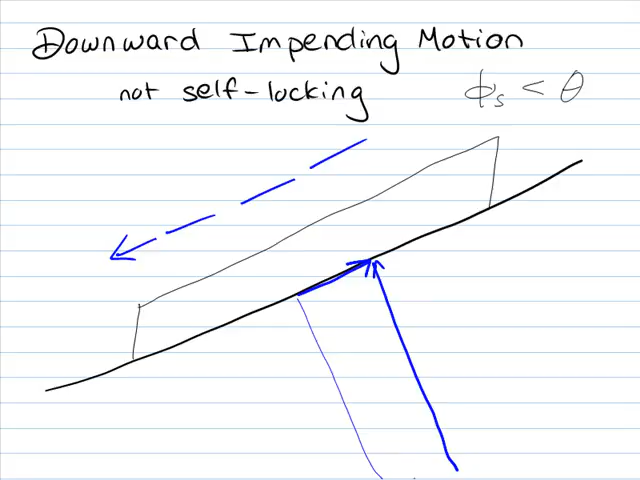 Downward Impending Motion
not self-locking ϕs < θ